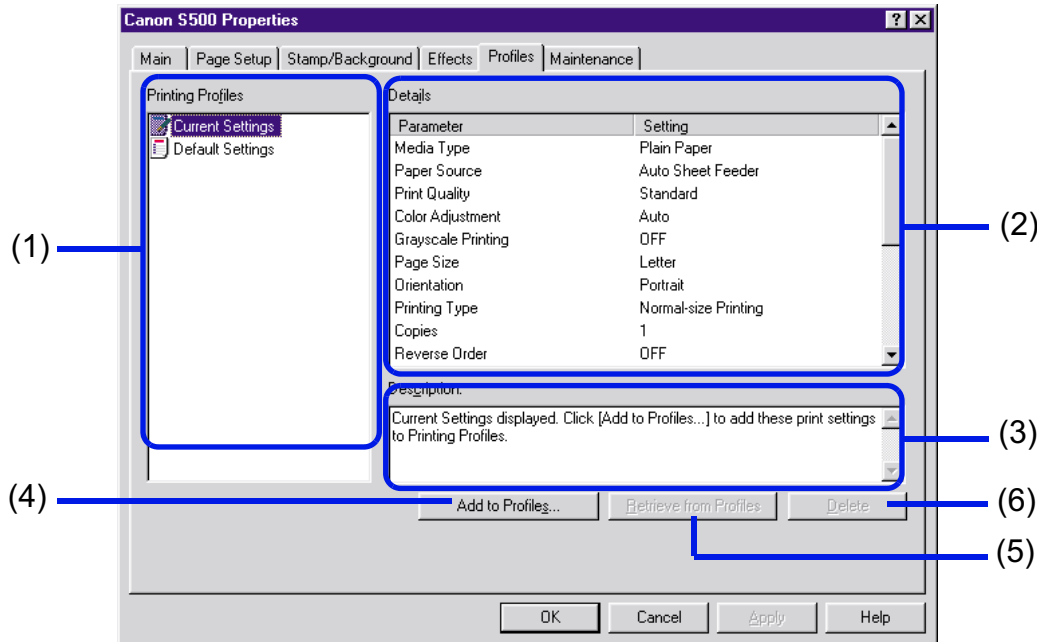 Canon S500 Properties
Main Page Setup Stamp/Background Effects Profiles Maintenance
Printing Profiles
Current Settings
Default Settings
Details
Parameter Setting
Media Type Plain Paper
Paper Source Auto Sheet Feeder
Print Quality Standard
Color Adjustment Auto
Grayscale Printing OFF
Page Size Letter
Orientation Portrait
Printing Type Normal-size Printing
Copies 1
Reverse Order OFF
Description:
Current Settings displayed. Click [Add to Profiles...] to add these print settings
to Printing Profiles.
Add to Profiles... Retrieve from Profiles Delete
OK Cancel Apply Help
(1)
(2)
(3)
(4)
(6)
(5)